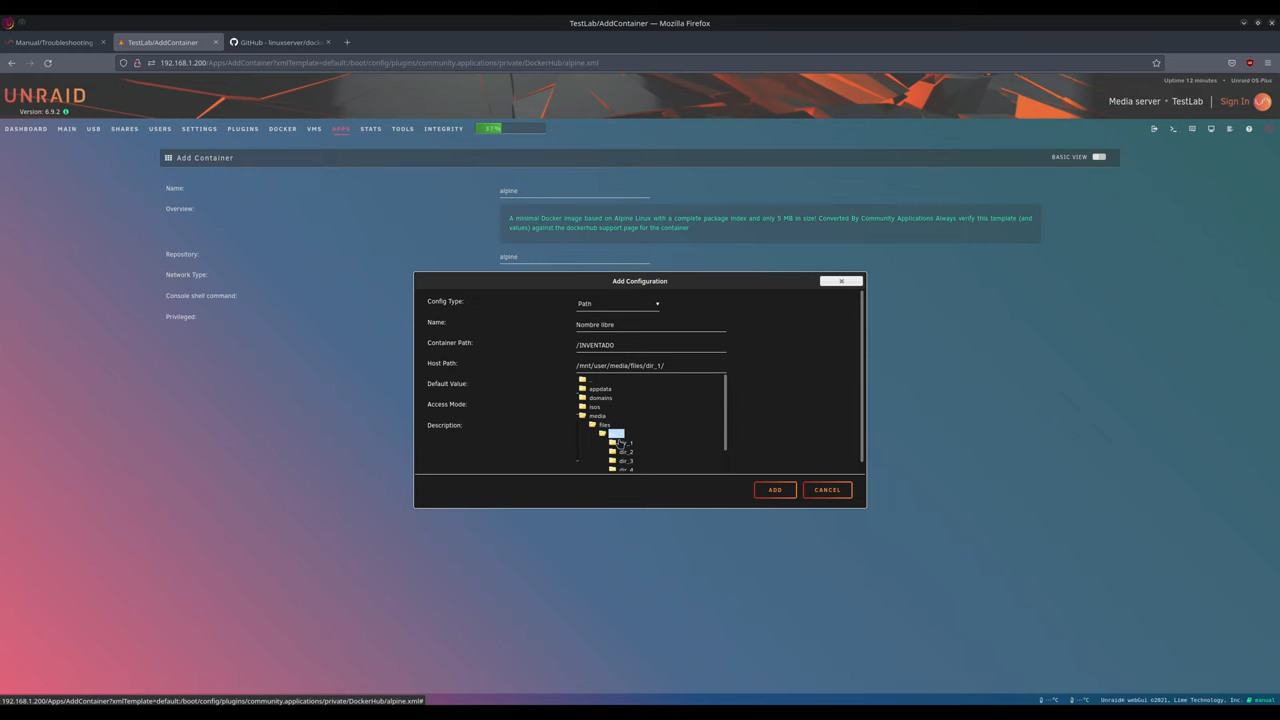 TestLab/AddContainer — Mozilla Firefox
Manual/Troubleshooting
TestLab/AddContainer
GitHub - linuxserver/dock
192.168.1.200/Apps/AddContainer?xmlTemplate=default:/boot/config/plugins/community.applications/private/DockerHub/alpine.xml
Uptime 12 minutes • Unraid OS Plus
UNRAID
Media server • TestLab | Sign In
Version: 6.9.2
DASHBOARD MAIN USB SHARES USERS SETTINGS PLUGINS DOCKER VMS APPS STATS TOOLS INTEGRITY 37%
Add Container
BASIC VIEW
Name:
alpine
Overview:
A minimal Docker image based on Alpine Linux with a complete package index and only 5 MB in size! Converted By Community Applications Always verify this template (and
values) against the dockerhub support page for the container
Repository:
alpine
Network Type:
Console shell command:
Privileged:
Add Configuration
Config Type:
Path
Name:
Nombre libre
Container Path:
/INVENTADO
Host Path:
/mnt/user/media/files/dir_1/
Default Value:
Access Mode:
Description:
..
appdata
domains
isos
media
files
dir_2
dir_3
dir_4
ADD
CANCEL
192.168.1.200/Apps/AddContainer?xmlTemplate=default:/boot/config/plugins/community.applications/private/DockerHub/alpine.xml#
Unraid® webGui ©2021, Lime Technology, Inc. manual